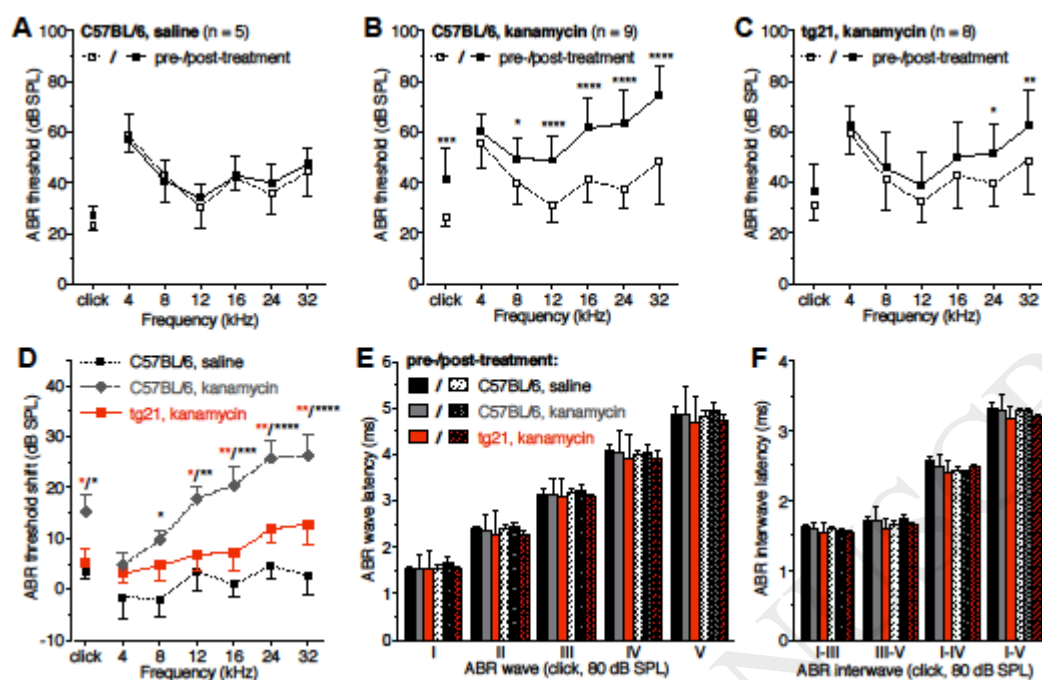 A C57BL/6, saline (n = 5)
/ pre-/post-treatment
ABR threshold (dB SPL)
100
80
60
40
20
0
click 4 8 12 16 24 32
Frequency (kHz)
B C57BL/6, kanamycin (n = 9)
/ pre-/post-treatment
ABR threshold (dB SPL)
100
80
60
40
20
0
*** * **** **** **** ****
click 4 8 12 16 24 32
Frequency (kHz)
C tg21, kanamycin (n = 8)
/ pre-/post-treatment
ABR threshold (dB SPL)
100
80
60
40
20
0
* **
click 4 8 12 16 24 32
Frequency (kHz)
D
C57BL/6, saline
C57BL/6, kanamycin
tg21, kanamycin
ABR threshold shift (dB SPL)
40
30
20
10
0
-10
*/* * */** **/*** **/**** **/****
click 4 8 12 16 24 32
Frequency (kHz)
E pre-/post-treatment:
/ C57BL/6, saline
/ C57BL/6, kanamycin
/ tg21, kanamycin
ABR wave latency (ms)
6
5
4
3
2
1
0
I II III IV V
ABR wave (click, 80 dB SPL)
F
ABR interwave latency (ms)
4
3
2
1
0
I-III III-V I-IV I-V
ABR interwave (click, 80 dB SPL)